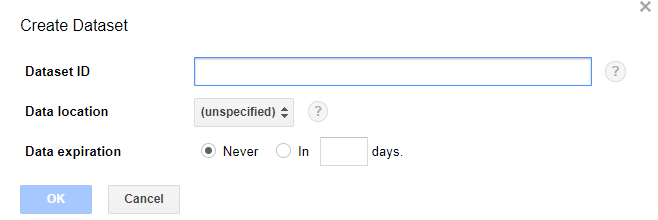 ×
Create Dataset
Dataset ID ?
Data location (unspecified) ?
Data expiration Never In days.
OK Cancel